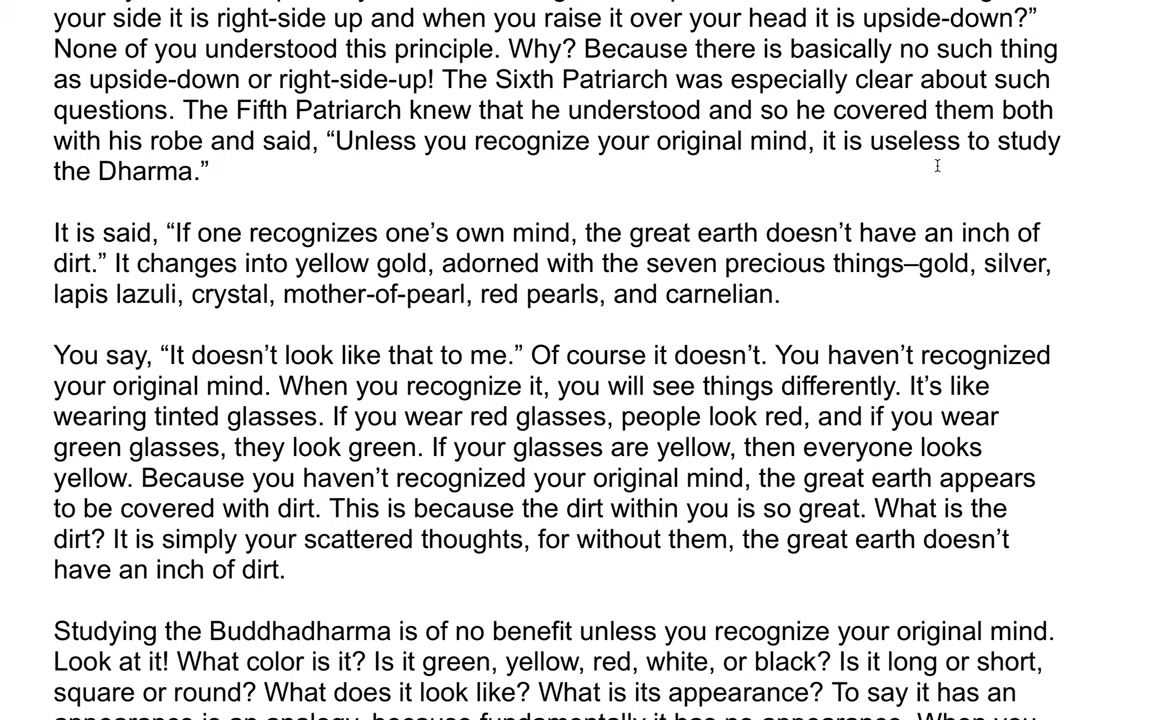 your side it is right-side up and when you raise it over your head it is upside-down?”
None of you understood this principle. Why? Because there is basically no such thing
as upside-down or right-side-up! The Sixth Patriarch was especially clear about such
questions. The Fifth Patriarch knew that he understood and so he covered them both
with his robe and said, “Unless you recognize your original mind, it is useless to study
the Dharma.”
It is said, “If one recognizes one’s own mind, the great earth doesn’t have an inch of
dirt.” It changes into yellow gold, adorned with the seven precious things–gold, silver,
lapis lazuli, crystal, mother-of-pearl, red pearls, and carnelian.
You say, “It doesn’t look like that to me.” Of course it doesn’t. You haven’t recognized
your original mind. When you recognize it, you will see things differently. It’s like
wearing tinted glasses. If you wear red glasses, people look red, and if you wear
green glasses, they look green. If your glasses are yellow, then everyone looks
yellow. Because you haven’t recognized your original mind, the great earth appears
to be covered with dirt. This is because the dirt within you is so great. What is the
dirt? It is simply your scattered thoughts, for without them, the great earth doesn’t
have an inch of dirt.
Studying the Buddhadharma is of no benefit unless you recognize your original mind.
Look at it! What color is it? Is it green, yellow, red, white, or black? Is it long or short,
square or round? What does it look like? What is its appearance? To say it has an
appearance is an analogy, because fundamentally it has no appearance. When you